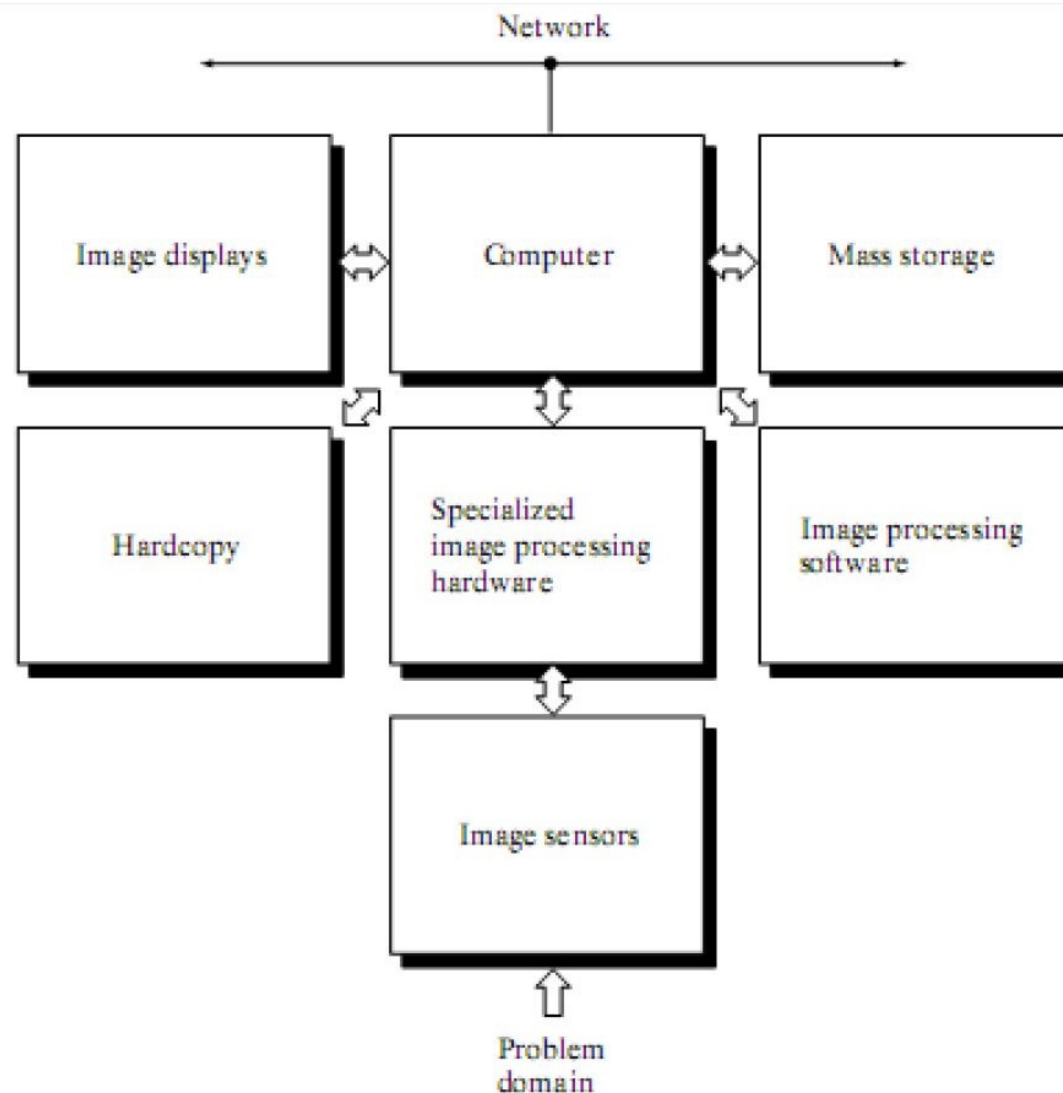 Network
Image displays
Computer
Mass storage
Hardcopy
Specialized
image processing
hardware
Image processing
software
Image sensors
Problem
domain